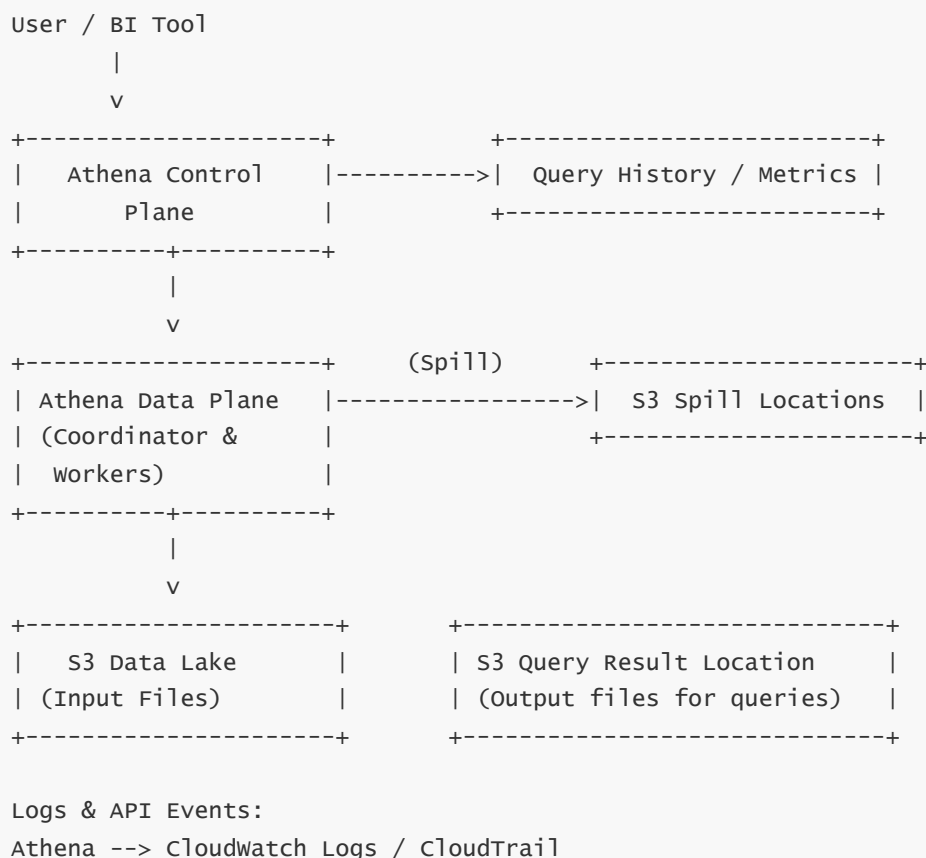 User / BI Tool
       |
       v
+---------------------+           +--------------------------+
|   Athena Control    |---------->|  Query History / Metrics |
|       Plane         |           +--------------------------+
+----------+----------+
           |
           v
+---------------------+     (Spill)      +----------------------+
| Athena Data Plane   |----------------->|  S3 Spill Locations  |
| (Coordinator &      |                  +----------------------+
|  Workers)           |
+----------+----------+
           |
           v
+----------------------+       +------------------------------+
|   S3 Data Lake       |       | S3 Query Result Location     |
| (Input Files)        |       | (Output files for queries)   |
+----------------------+       +------------------------------+

Logs & API Events:
Athena --> CloudWatch Logs / CloudTrail